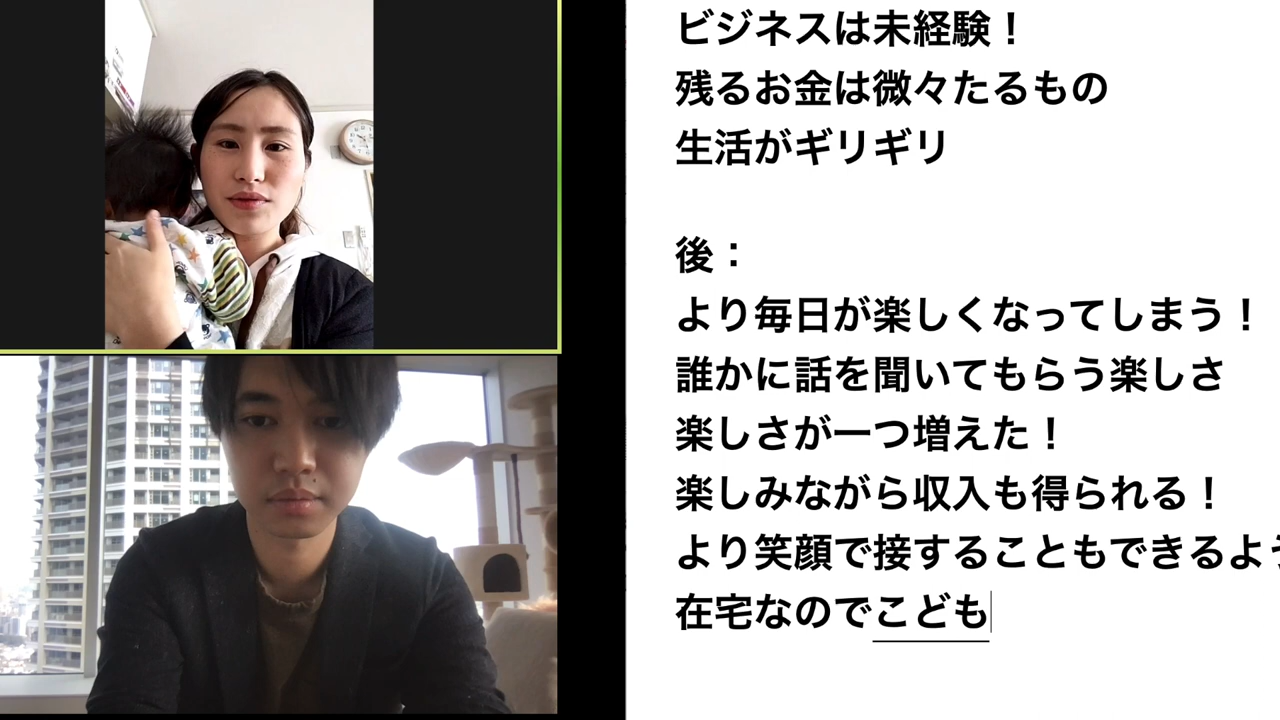 ビジネスは未経験！
残るお金は微々たるもの
生活がギリギリ
後：
より毎日が楽しくなってしまう！
誰かに話を聞いてもらう楽しさ
楽しさが一つ増えた！
楽しみながら収入も得られる！
より笑顔で接することもできるよう
在宅なのでこども